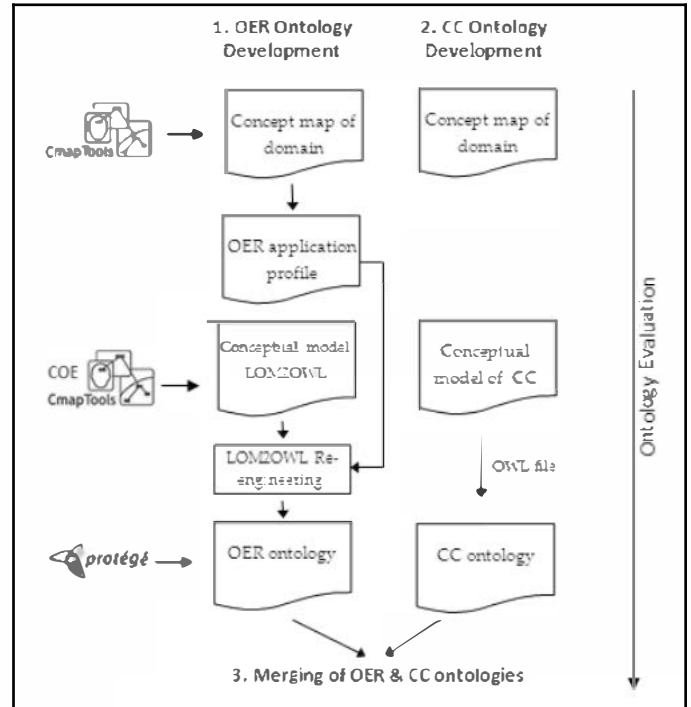 1. OER Ontology
Development
2. CC Ontology
Development
CmapTools
Concept map of
domain
Concept map of
domain
OER application
profile
COE
CmapTools
Conceptual model
LOM2OWL
Conceptual
model of CC
LOM2OWL Re-
engineering
OWL file
protégé
OER ontology
CC ontology
3. Merging of OER & CC ontologies
Ontology Evaluation